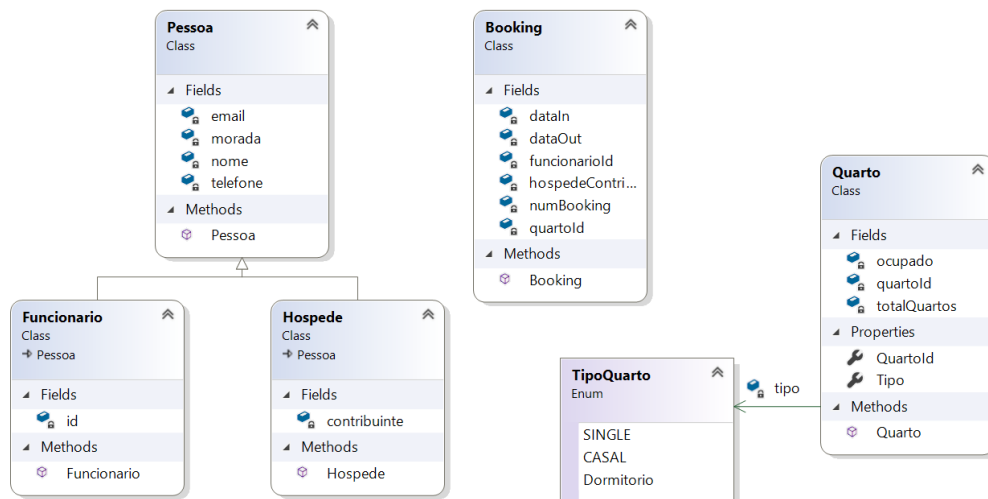 Pessoa
Class
Fields
email
morada
nome
telefone
Methods
Pessoa
Booking
Class
Fields
dataIn
dataOut
funcionarioId
hospedeContri...
numBooking
quartoId
Methods
Booking
Quarto
Class
Fields
ocupado
quartoId
totalQuartos
Properties
QuartoId
Tipo
Methods
Quarto
Funcionario
Class
Pessoa
Fields
id
Methods
Funcionario
Hospede
Class
Pessoa
Fields
contribuinte
Methods
Hospede
TipoQuarto
Enum
SINGLE
CASAL
Dormitorio
tipo